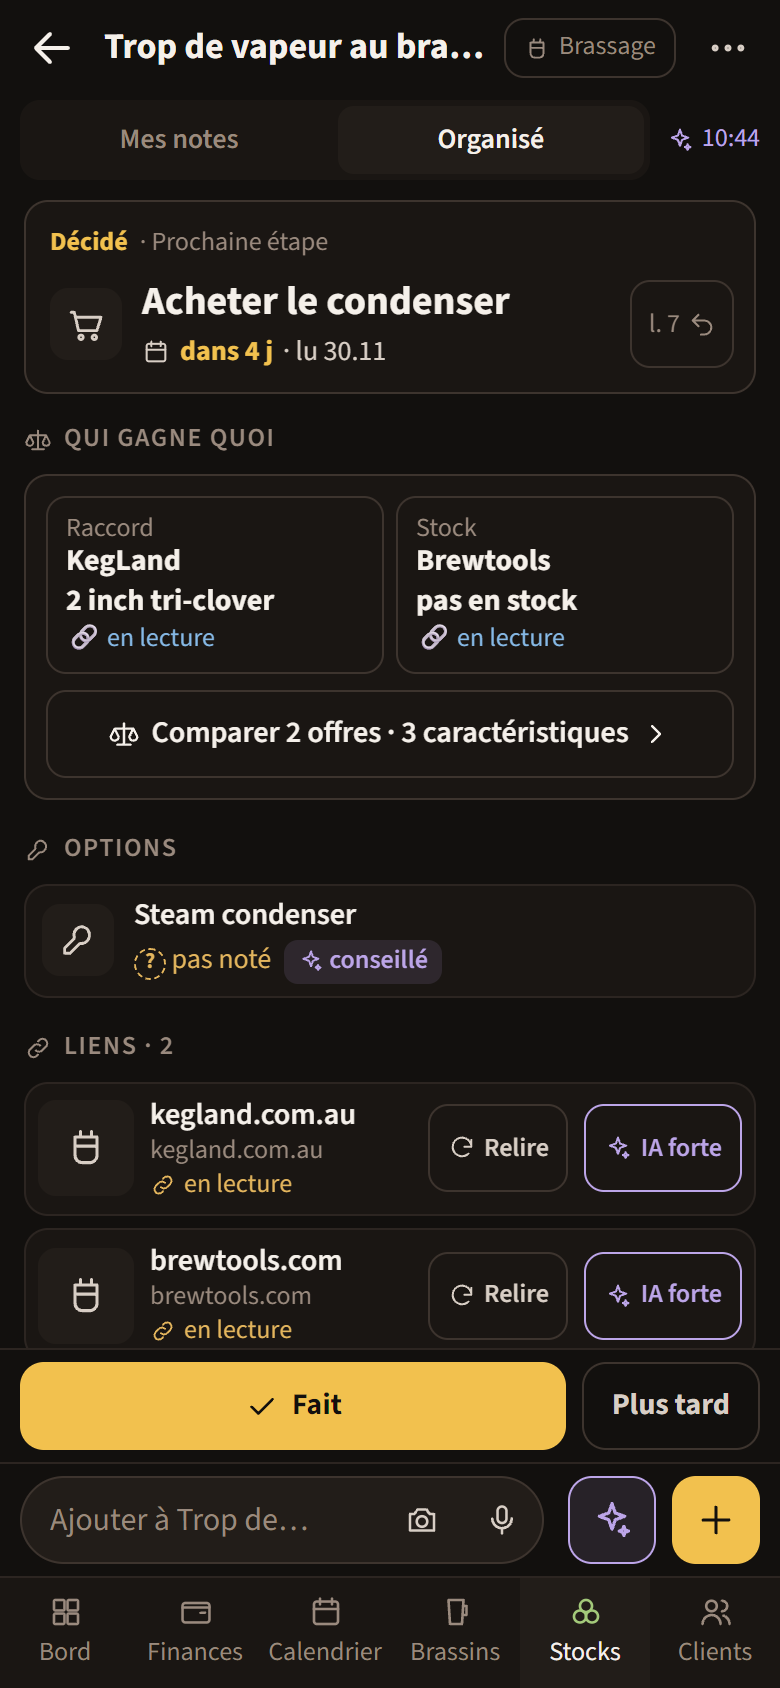 Trop de vapeur au bra…
Brassage
Mes notes
Organisé
10:44
Décidé · Prochaine étape
Acheter le condenser
dans 4 j · lu 30.11
l. 7
QUI GAGNE QUOI
Raccord
KegLand
2 inch tri-clover
en lecture
Stock
Brewtools
pas en stock
en lecture
Comparer 2 offres · 3 caractéristiques
OPTIONS
Steam condenser
? pas noté
conseillé
LIENS · 2
kegland.com.au
kegland.com.au
en lecture
Relire
IA forte
brewtools.com
brewtools.com
en lecture
Relire
IA forte
Fait
Plus tard
Ajouter à Trop de…
Bord
Finances
Calendrier
Brassins
Stocks
Clients